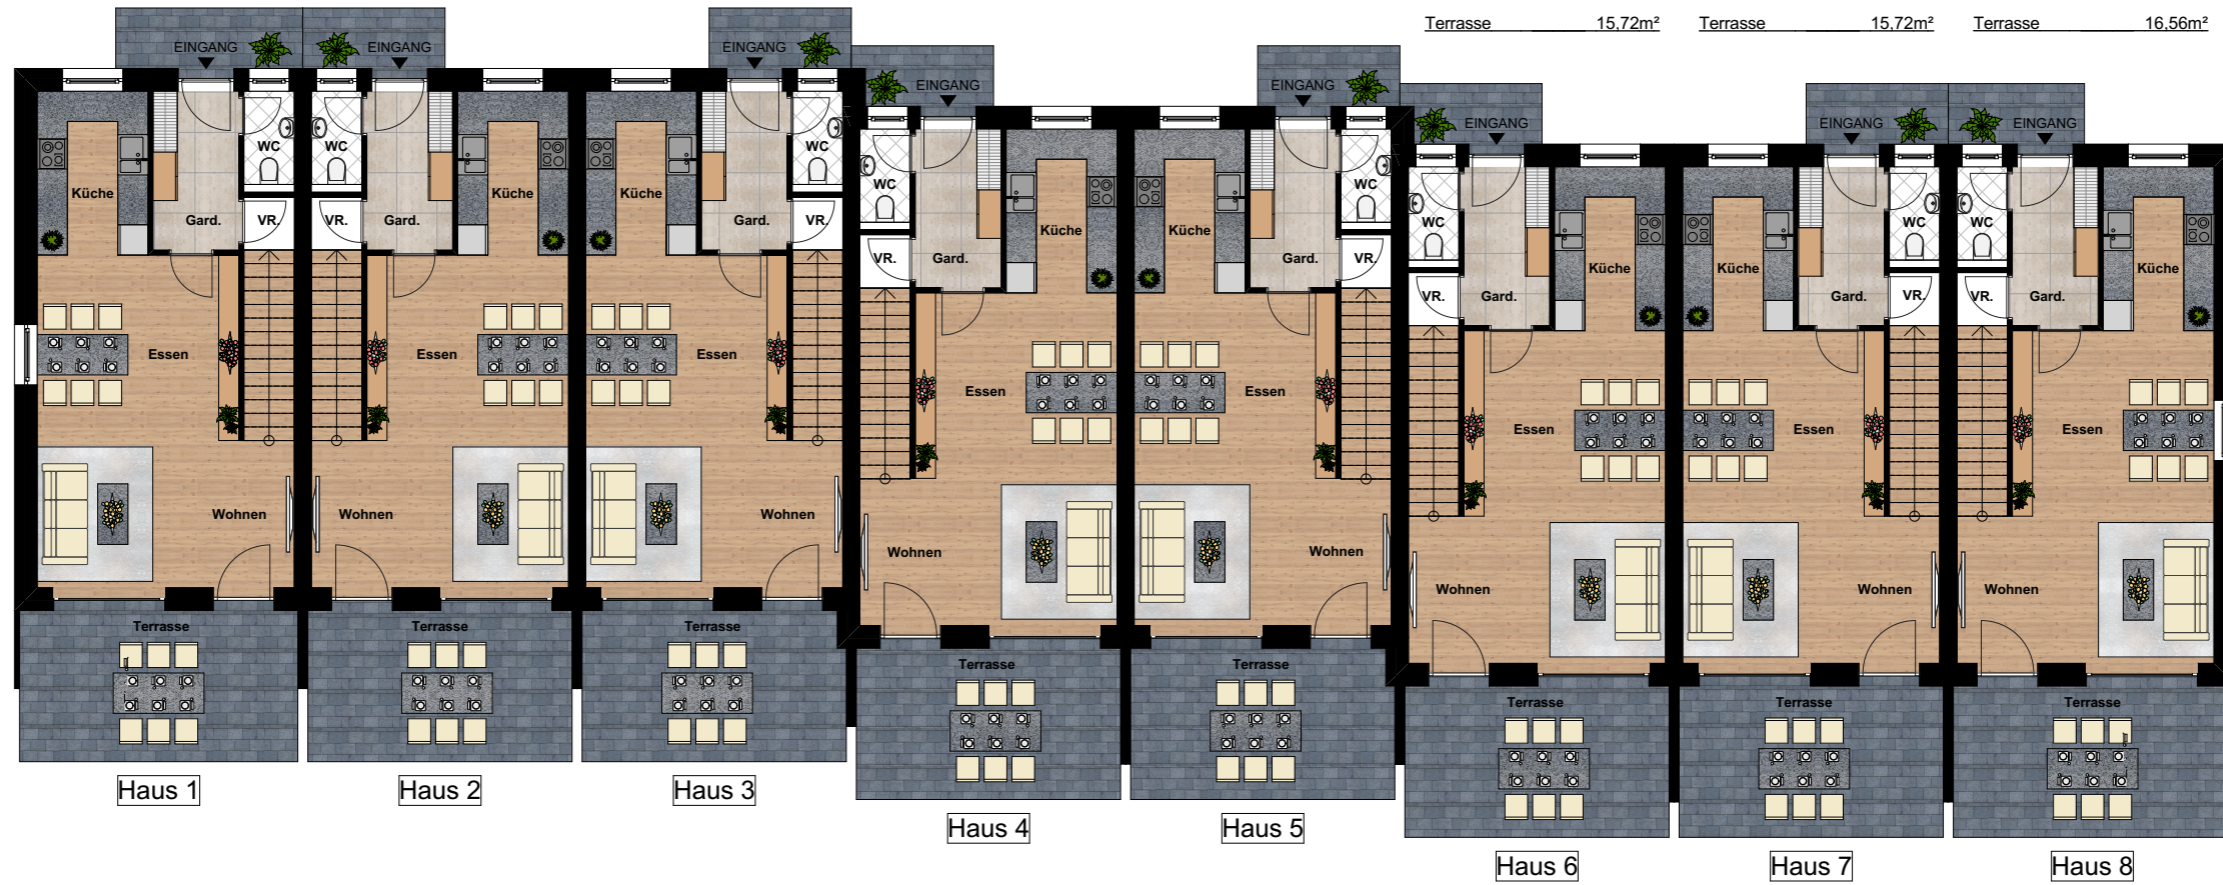 Terrasse 15,72m²
Terrasse 15,72m²
Terrasse 16,56m²
EINGANG
WC
Küche
VR.
Gard.
Essen
Wohnen
Terrasse
Haus 1
EINGANG
WC
Küche
VR.
Gard.
Essen
Wohnen
Terrasse
Haus 2
EINGANG
WC
Küche
Gard.
VR.
Essen
Wohnen
Terrasse
Haus 3
EINGANG
WC
Küche
VR.
Gard.
Essen
Wohnen
Terrasse
Haus 4
EINGANG
WC
Küche
Gard.
VR.
Essen
Wohnen
Terrasse
Haus 5
EINGANG
WC
Küche
VR.
Gard.
Essen
Wohnen
Terrasse
Haus 6
EINGANG
WC
Küche
Gard.
VR.
Essen
Wohnen
Terrasse
Haus 7
EINGANG
WC
Küche
VR.
Gard.
Essen
Wohnen
Terrasse
Haus 8